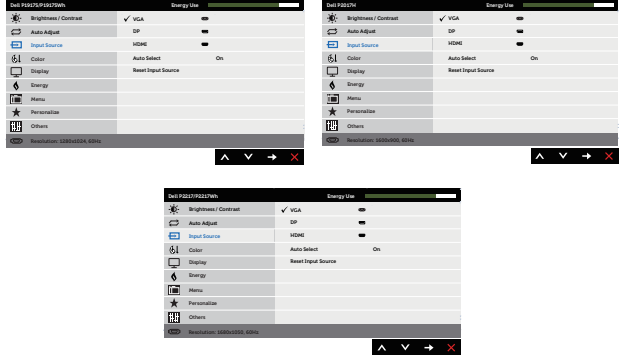 Dell P1917S/P1917SWh Energy Use
Brightness / Contrast ✓ VGA
Auto Adjust DP
Input Source HDMI
Color Auto Select On
Display Reset Input Source
Energy
Menu
Personalize
Others
Resolution: 1280x1024, 60Hz
Dell P2017H Energy Use
Brightness / Contrast ✓ VGA
Auto Adjust DP
Input Source HDMI
Color Auto Select On
Display Reset Input Source
Energy
Menu
Personalize
Others
Resolution: 1600x900, 60Hz
Dell P2217/P2217Wh Energy Use
Brightness / Contrast ✓ VGA
Auto Adjust DP
Input Source HDMI
Color Auto Select On
Display Reset Input Source
Energy
Menu
Personalize
Others
Resolution: 1680x1050, 60Hz